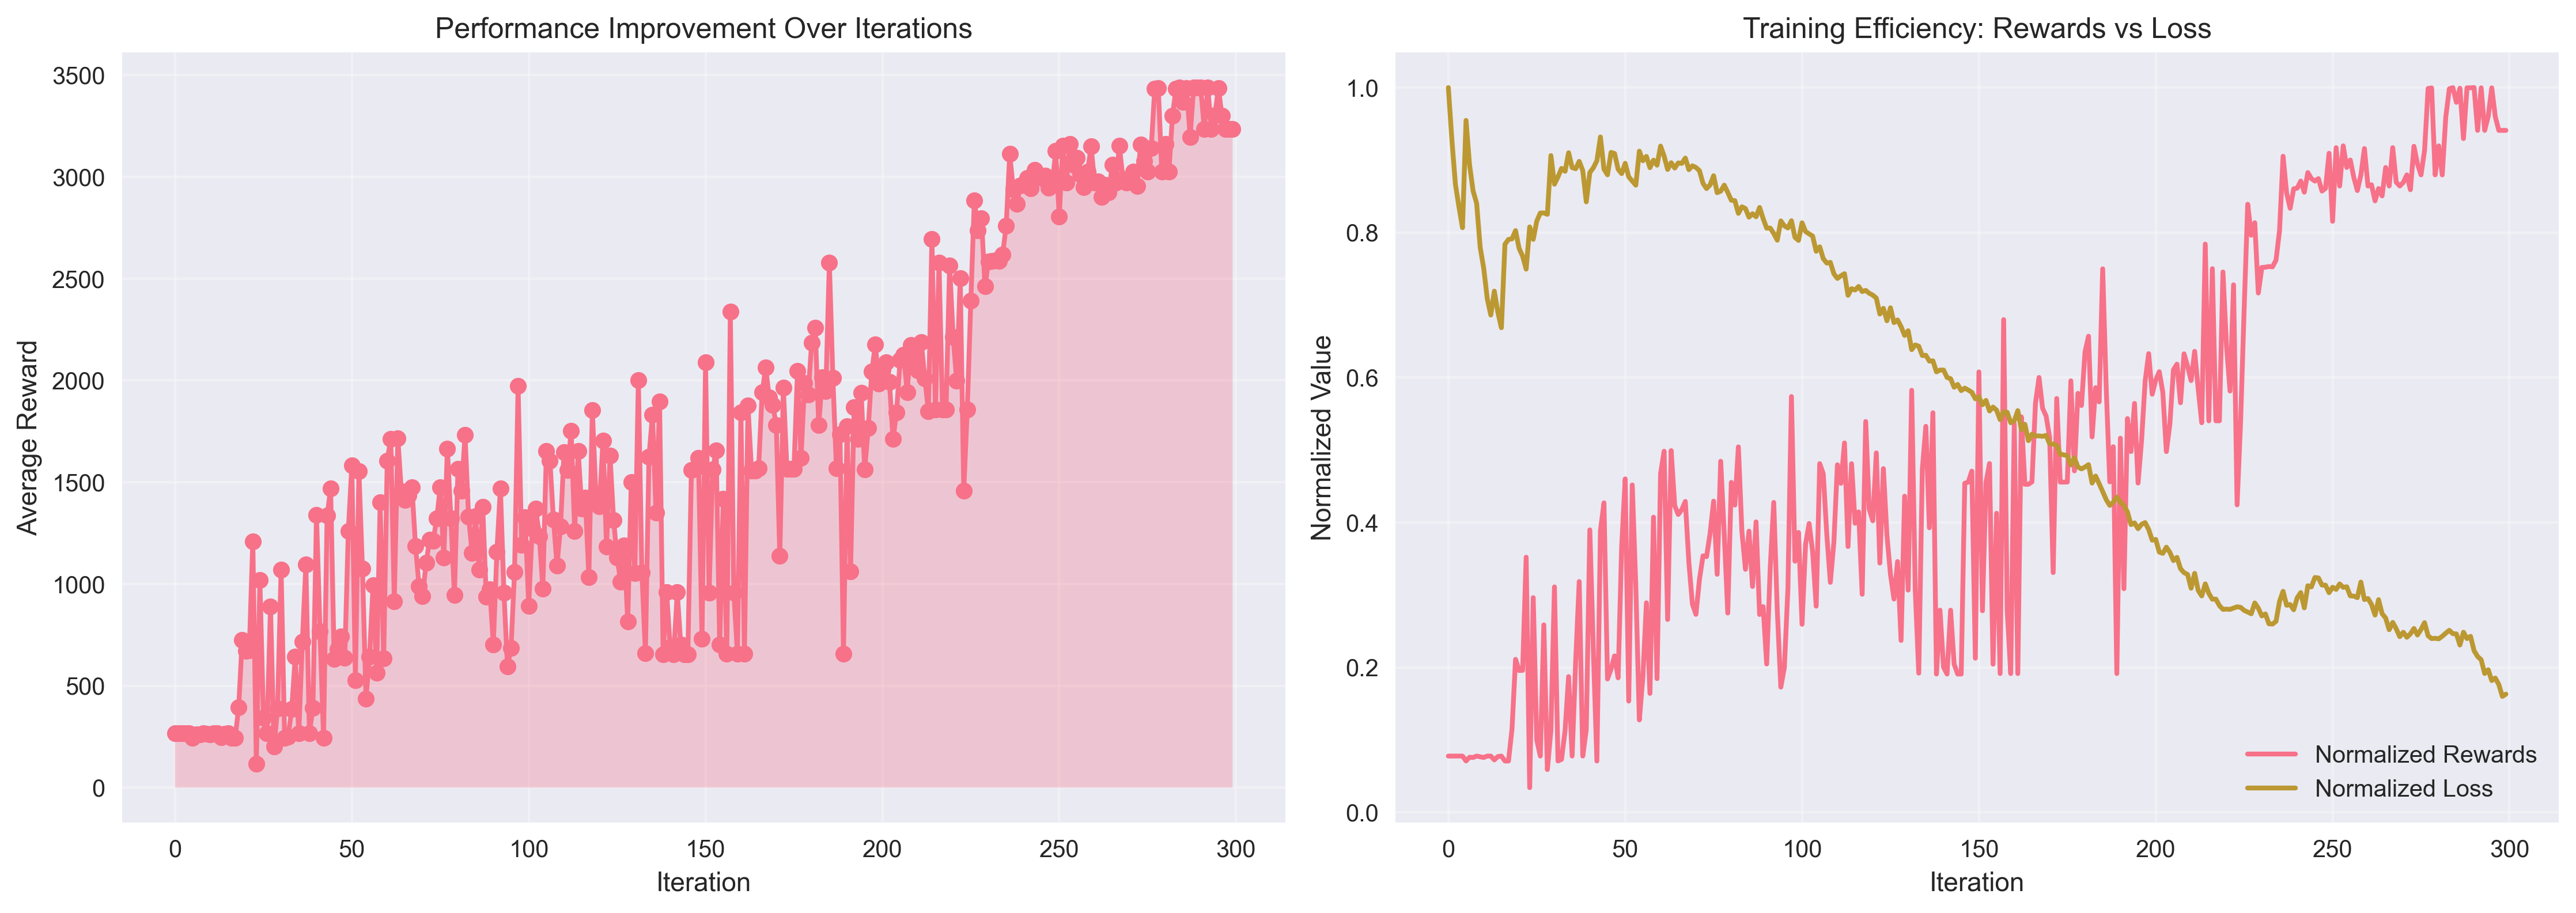 Performance Improvement Over Iterations
Average Reward
3500
3000
2500
2000
1500
1000
500
0
0 50 100 150 200 250 300
Iteration
Training Efficiency: Rewards vs Loss
Normalized Value
1.0
0.8
0.6
0.4
0.2
0.0
Normalized Rewards
Normalized Loss
0 50 100 150 200 250 300
Iteration